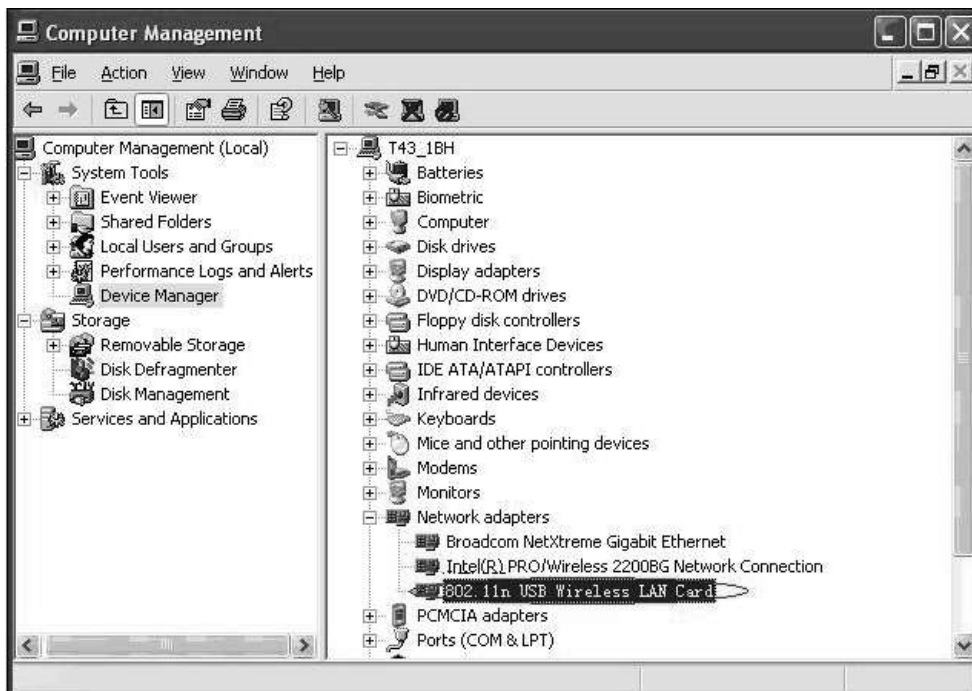 Computer Management
File Action View Window Help
Computer Management (Local)
System Tools
Event Viewer
Shared Folders
Local Users and Groups
Performance Logs and Alerts
Device Manager
Storage
Removable Storage
Disk Defragmenter
Disk Management
Services and Applications
T43_1BH
Batteries
Biometric
Computer
Disk drives
Display adapters
DVD/CD-ROM drives
Floppy disk controllers
Human Interface Devices
IDE ATA/ATAPI controllers
Infrared devices
Keyboards
Mice and other pointing devices
Modems
Monitors
Network adapters
Broadcom NetXtreme Gigabit Ethernet
Intel(R) PRO/Wireless 2200BG Network Connection
802.11n USB Wireless LAN Card
PCMCIA adapters
Ports (COM & LPT)